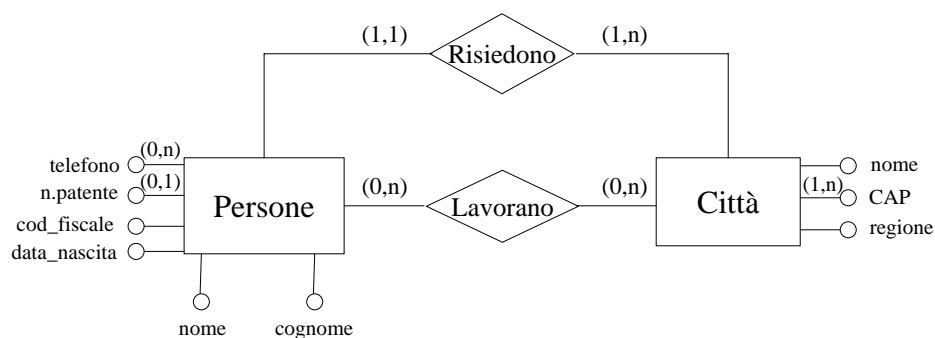 (1,1)
Risiedono
(1,n)
telefono
(0,n)
n.patente
(0,1)
cod_fiscale
data_nascita
Persone
nome
cognome
(0,n)
Lavorano
(0,n)
Città
nome
(1,n)
CAP
regione